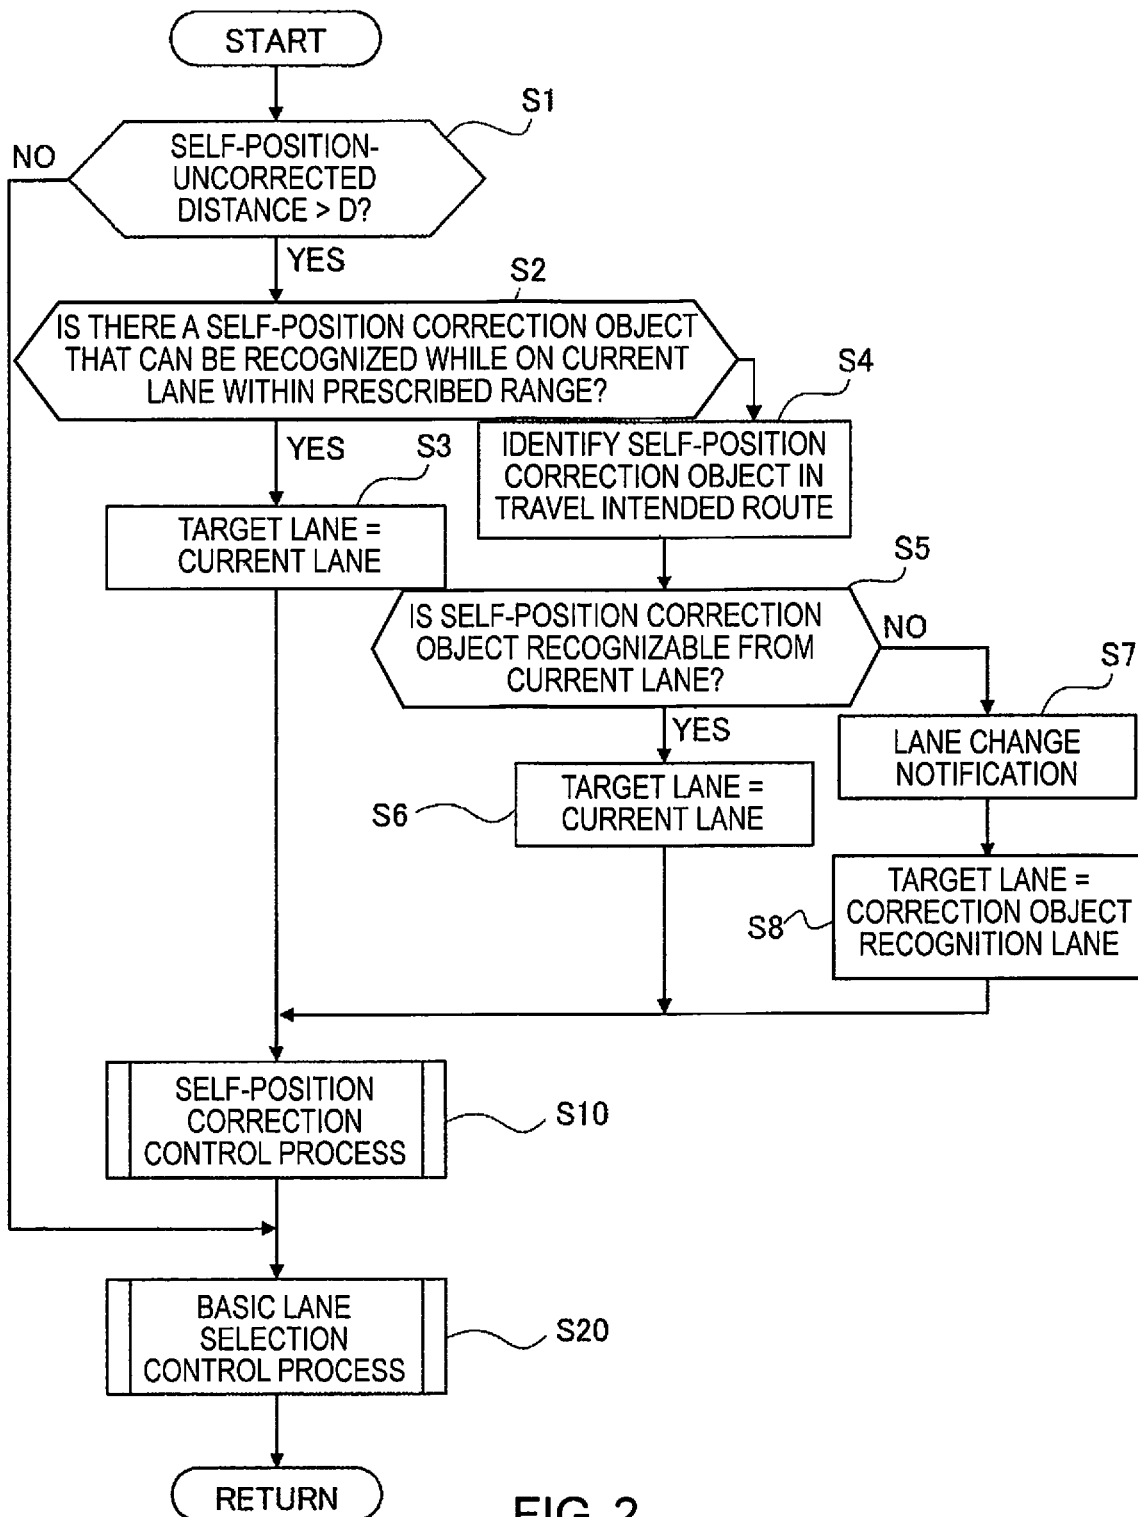 START
S1
NO
SELF-POSITION-
UNCORRECTED
DISTANCE > D?
YES
S2
IS THERE A SELF-POSITION CORRECTION OBJECT
THAT CAN BE RECOGNIZED WHILE ON CURRENT
LANE WITHIN PRESCRIBED RANGE?
S4
YES
S3
IDENTIFY SELF-POSITION
CORRECTION OBJECT IN
TRAVEL INTENDED ROUTE
TARGET LANE =
CURRENT LANE
S5
IS SELF-POSITION CORRECTION
OBJECT RECOGNIZABLE FROM
CURRENT LANE?
NO
S7
YES
LANE CHANGE
NOTIFICATION
S6
TARGET LANE =
CURRENT LANE
S8
TARGET LANE =
CORRECTION OBJECT
RECOGNITION LANE
SELF-POSITION
CORRECTION
CONTROL PROCESS
S10
BASIC LANE
SELECTION
CONTROL PROCESS
S20
RETURN
FIG. 2